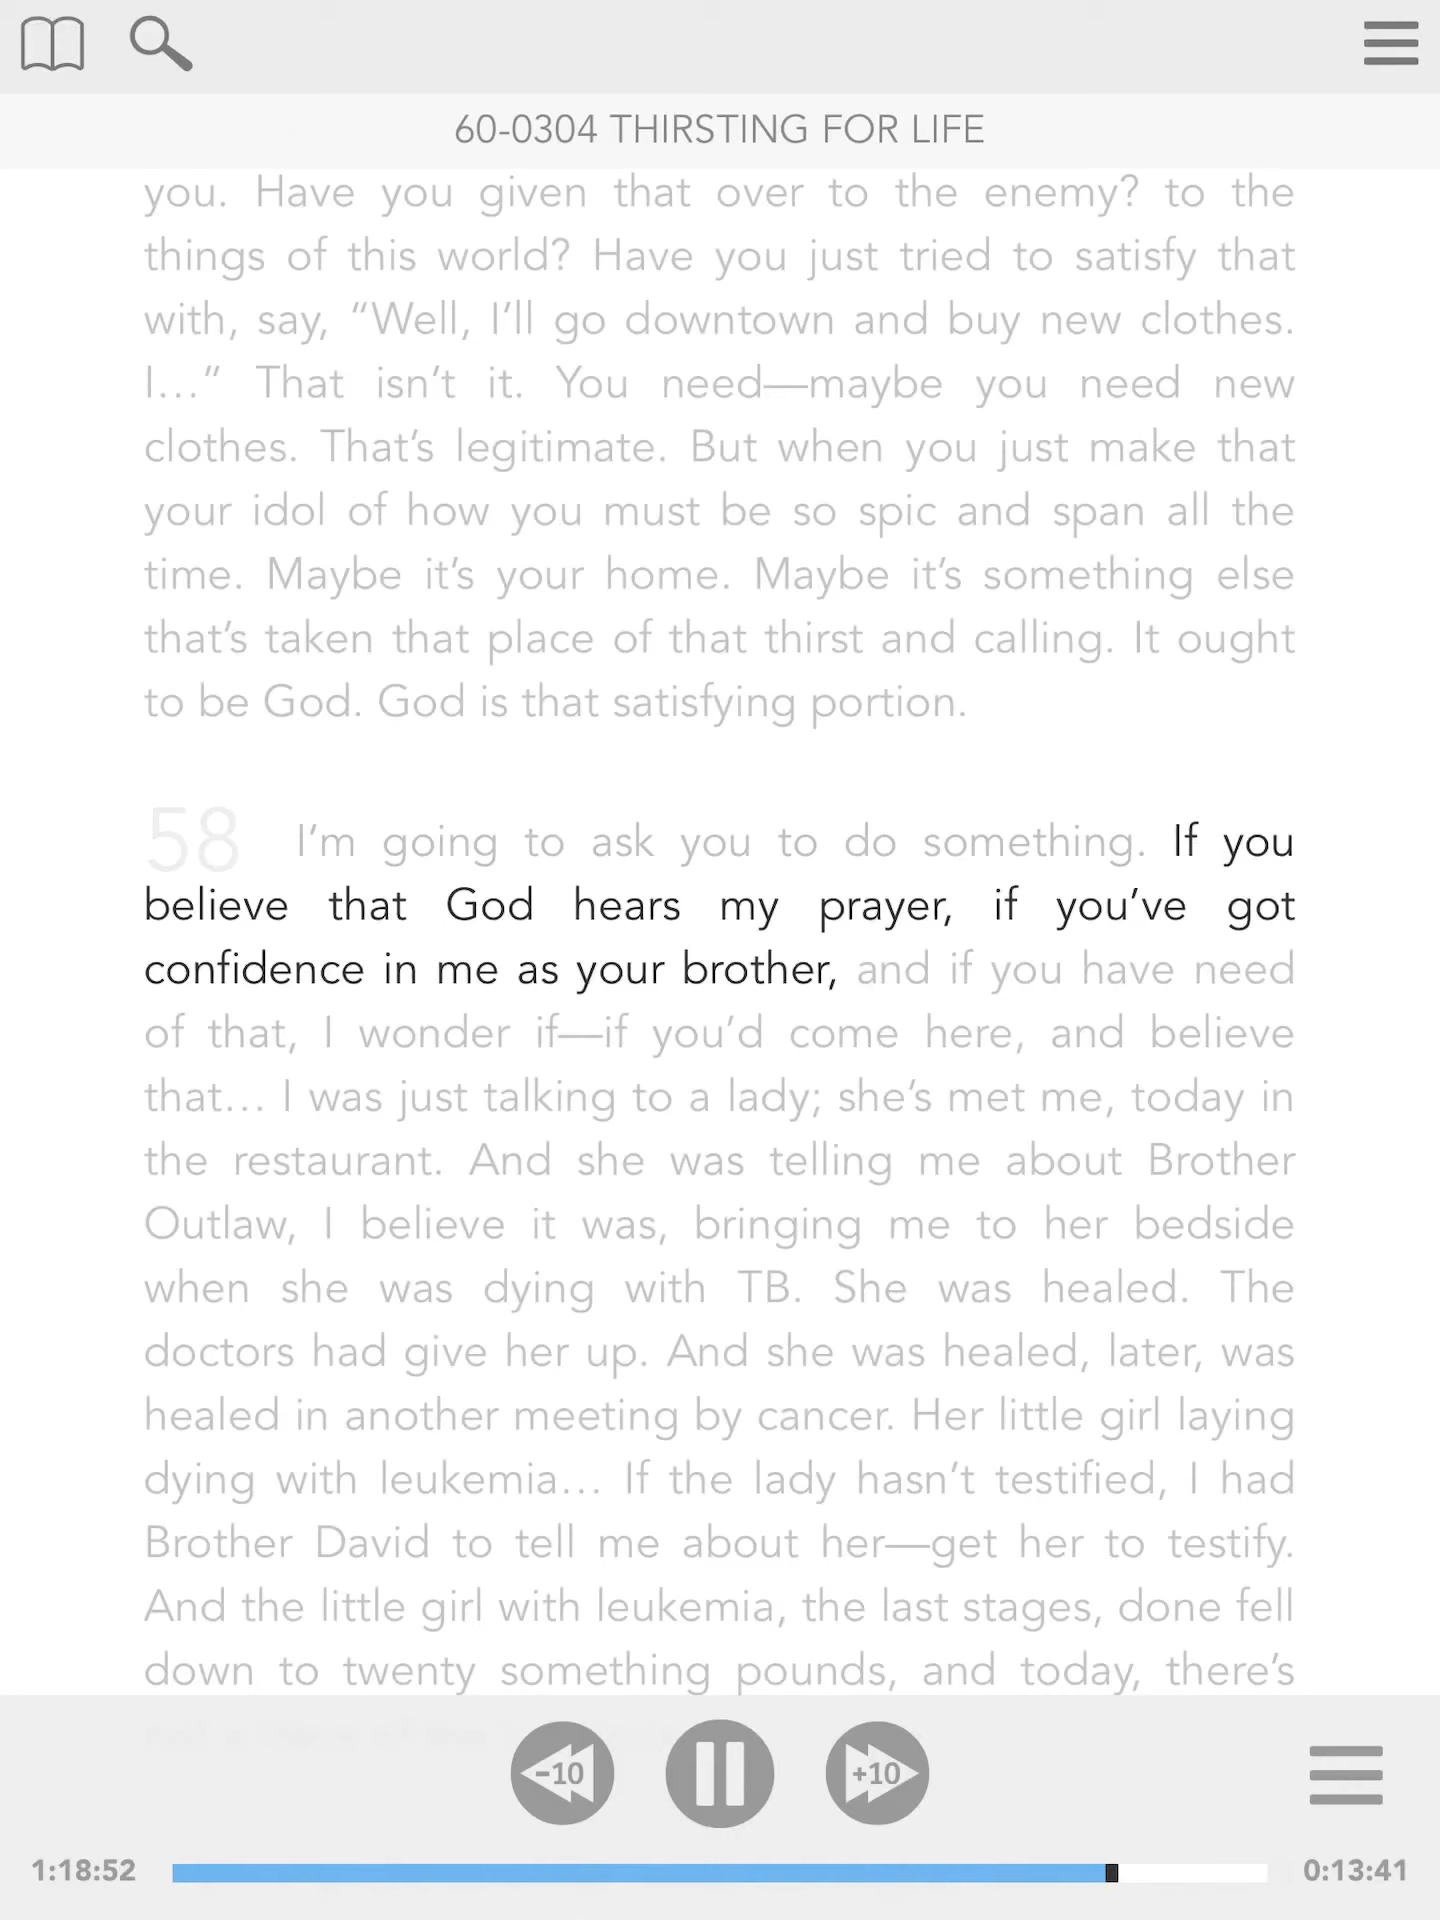 60-0304 THIRSTING FOR LIFE
you. Have you given that over to the enemy? to the
things of this world? Have you just tried to satisfy that
with, say, “Well, I’ll go downtown and buy new clothes.
I…” That isn’t it. You need—maybe you need new
clothes. That’s legitimate. But when you just make that
your idol of how you must be so spic and span all the
time. Maybe it’s your home. Maybe it’s something else
that’s taken that place of that thirst and calling. It ought
to be God. God is that satisfying portion.
58 I’m going to ask you to do something. If you
believe that God hears my prayer, if you’ve got
confidence in me as your brother, and if you have need
of that, I wonder if—if you’d come here, and believe
that… I was just talking to a lady; she’s met me, today in
the restaurant. And she was telling me about Brother
Outlaw, I believe it was, bringing me to her bedside
when she was dying with TB. She was healed. The
doctors had give her up. And she was healed, later, was
healed in another meeting by cancer. Her little girl laying
dying with leukemia… If the lady hasn’t testified, I had
Brother David to tell me about her—get her to testify.
And the little girl with leukemia, the last stages, done fell
down to twenty something pounds, and today, there’s
-10 +10
1:18:52 0:13:41